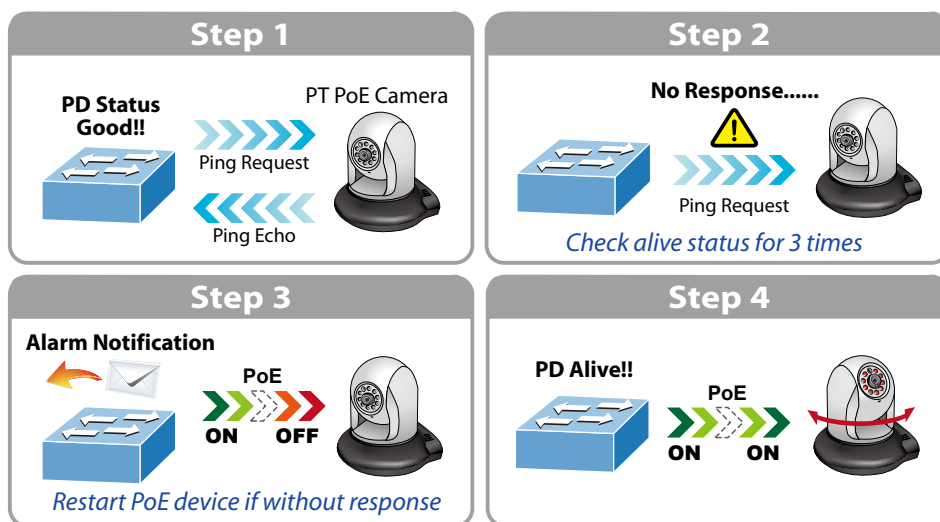 Step 1
PD Status
Good!!
PT PoE Camera
Ping Request
Ping Echo
Step 2
No Response......
Ping Request
Check alive status for 3 times
Step 3
Alarm Notification
PoE
ON OFF
Restart PoE device if without response
Step 4
PD Alive!!
PoE
ON ON